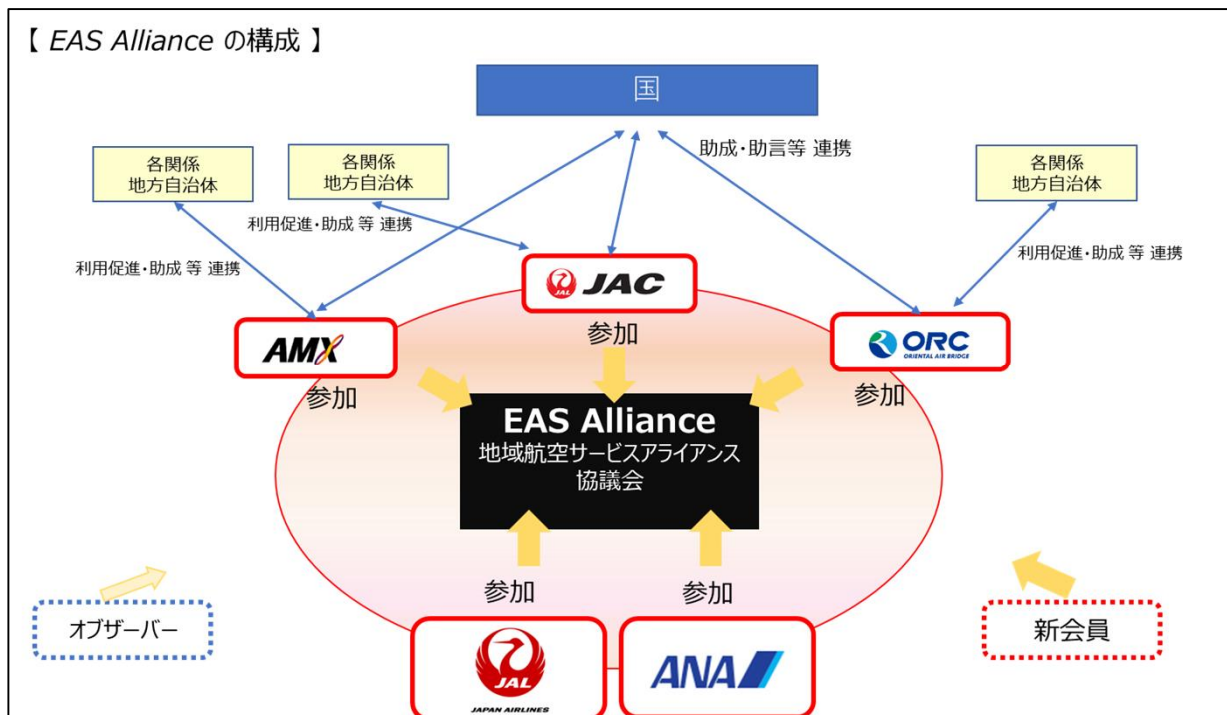 【 EAS Alliance の構成 】
国
各関係
地方自治体
各関係
地方自治体
助成・助言等 連携
各関係
地方自治体
利用促進・助成 等 連携
利用促進・助成 等 連携
利用促進・助成 等 連携
JAL JAC
参加
AMX
参加
ORC
ORIENTAL AIR BRIDGE
参加
EAS Alliance
地域航空サービスアライアンス
協議会
参加
参加
オブザーバー
新会員
JAL
JAPAN AIRLINES
ANA